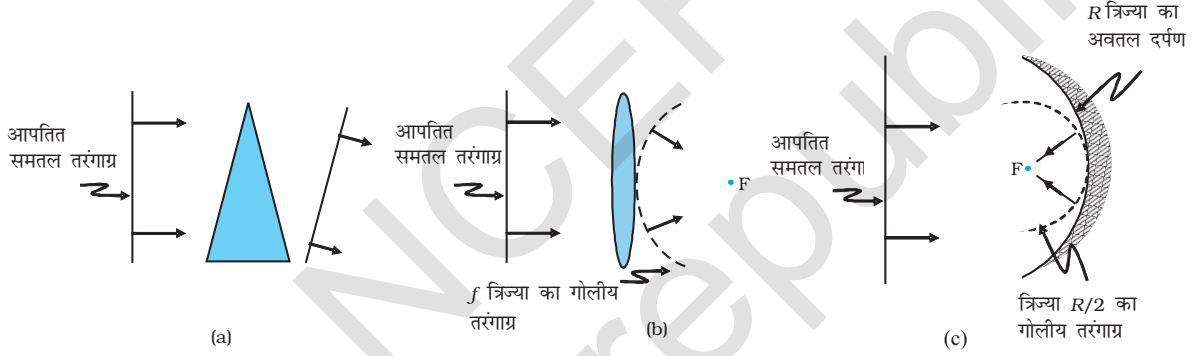 आपतित
समतल तरंगाग्र
(a)
आपतित
समतल तरंगाग्र
F
f त्रिज्या का गोलीय
तरंगाग्र
(b)
R त्रिज्या का
अवतल दर्पण
आपतित
समतल तरंगा
F
त्रिज्या R/2 का
गोलीय तरंगाग्र
(c)